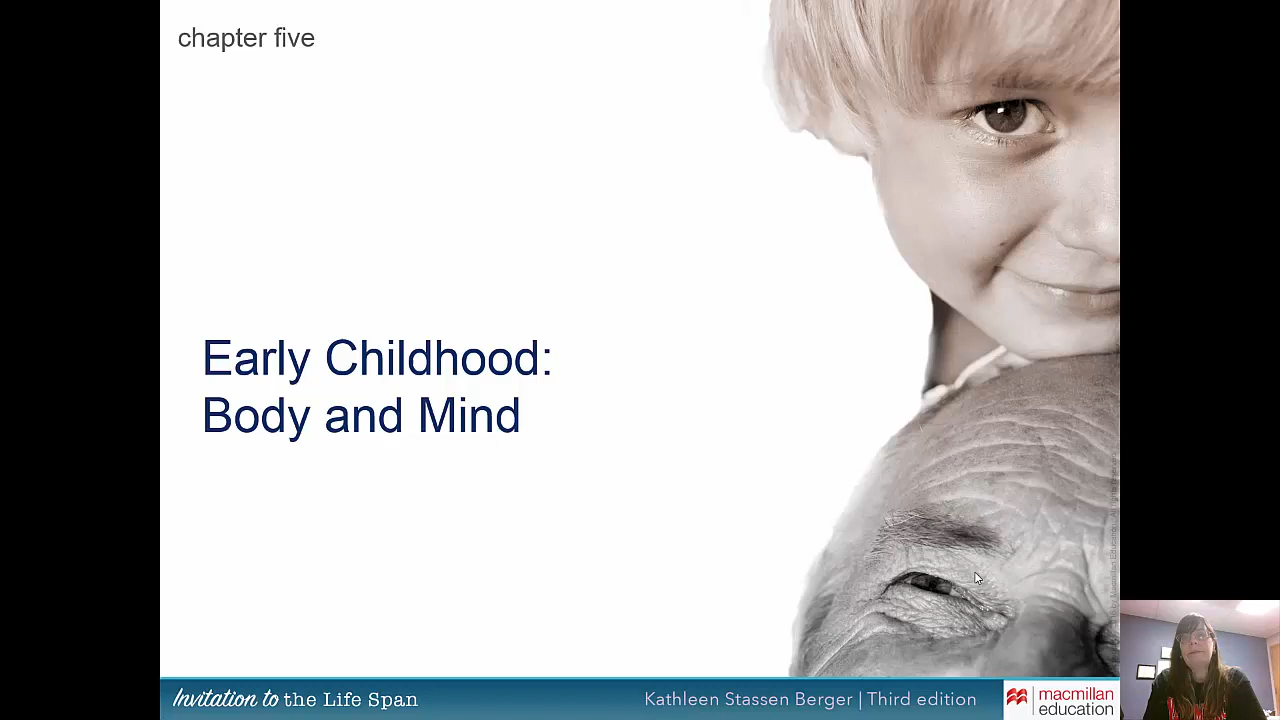 chapter five
Early Childhood:
Body and Mind
Invitation to the Life Span
Kathleen Stassen Berger | Third edition
macmillan
education